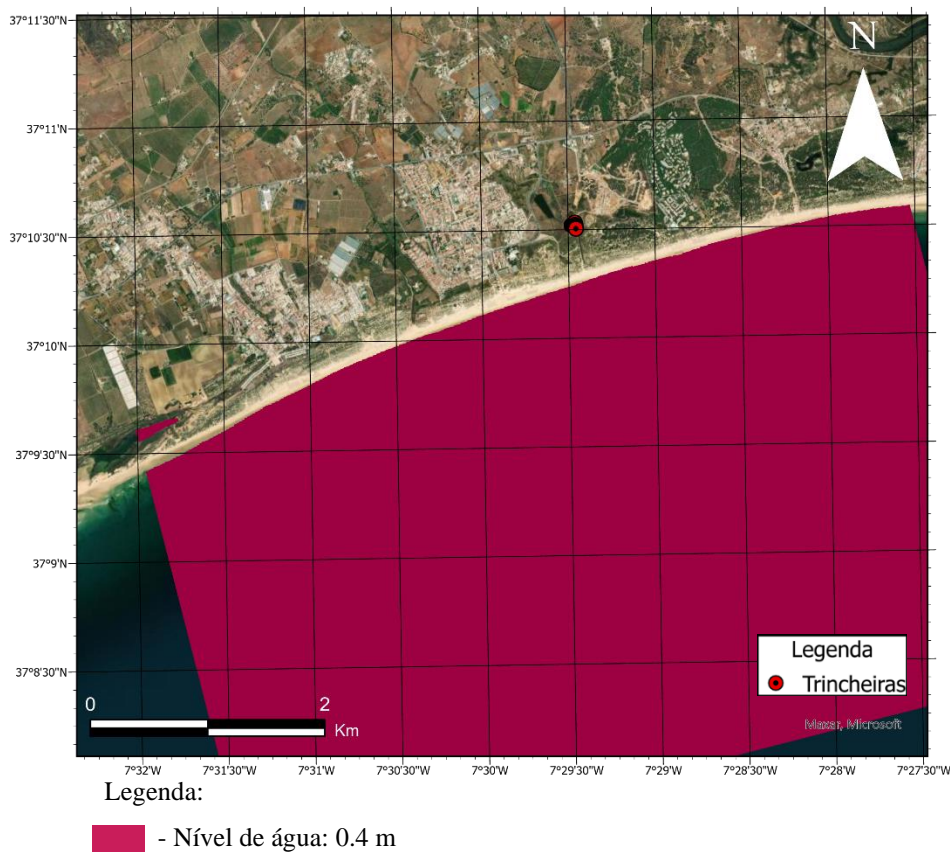 37°11'30"N
N
37°11'N
37°10'30"N
37°10'N
37°9'30"N
37°9'N
37°8'30"N
Legenda
Trincheiras
0 2
Km
Maxar, Microsoft
7°32'W 7°31'30"W 7°31'W 7°30'30"W 7°30'W 7°29'30"W 7°29'W 7°28'30"W 7°28'W 7°27'30"W
Legenda:
- Nível de água: 0.4 m